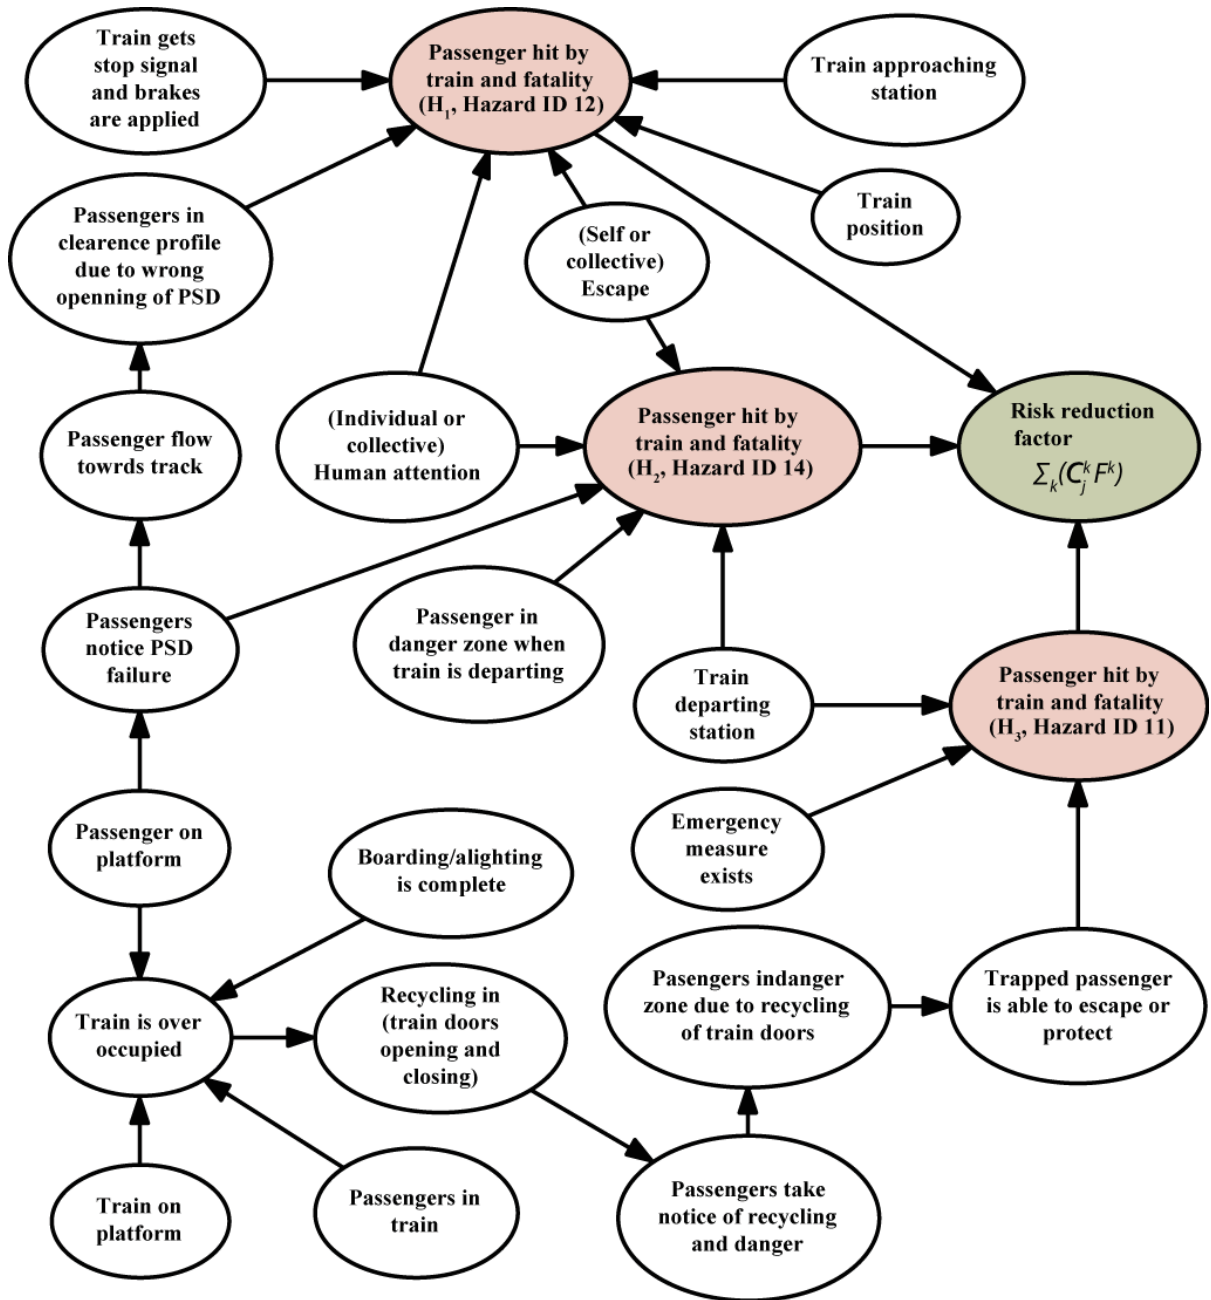 Train gets
stop signal
and brakes
are applied
Passenger hit by
train and fatality
(H₁, Hazard ID 12)
Train approaching
station
Passengers in
clearence profile
due to wrong
openning of PSD
(Self or
collective)
Escape
Train
position
Passenger flow
towrds track
(Individual or
collective)
Human attention
Passenger hit by
train and fatality
(H₂, Hazard ID 14)
Risk reduction
factor
Σₖ(Cⱼᵏ Fᵏ)
Passengers
notice PSD
failure
Passenger in
danger zone when
train is departing
Train
departing
station
Passenger hit by
train and fatality
(H₃, Hazard ID 11)
Passenger on
platform
Boarding/alighting
is complete
Emergency
measure
exists
Train is over
occupied
Recycling in
(train doors
opening and
closing)
Pasengers indanger
zone due to recycling
of train doors
Trapped passenger
is able to escape or
protect
Train on
platform
Passengers in
train
Passengers take
notice of recycling
and danger